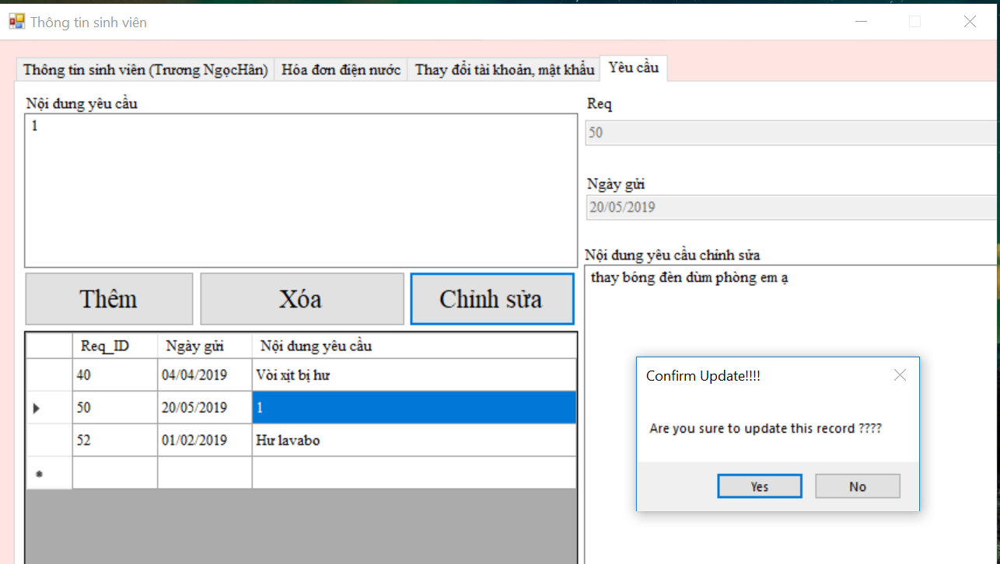 Thông tin sinh viên
Thông tin sinh viên (Trương NgọcHân) Hóa đơn điện nước Thay đổi tài khoản, mật khẩu Yêu cầu
Nội dung yêu cầu
1
Req
50
Ngày gửi
20/05/2019
Nội dung yêu cầu chỉnh sửa
thay bóng đèn dùm phòng em ạ
Thêm Xóa Chỉnh sửa
Req_ID Ngày gửi Nội dung yêu cầu
40 04/04/2019 Vòi xịt bị hư
50 20/05/2019 1
52 01/02/2019 Hư lavabo
Confirm Update!!!!
Are you sure to update this record ????
Yes No